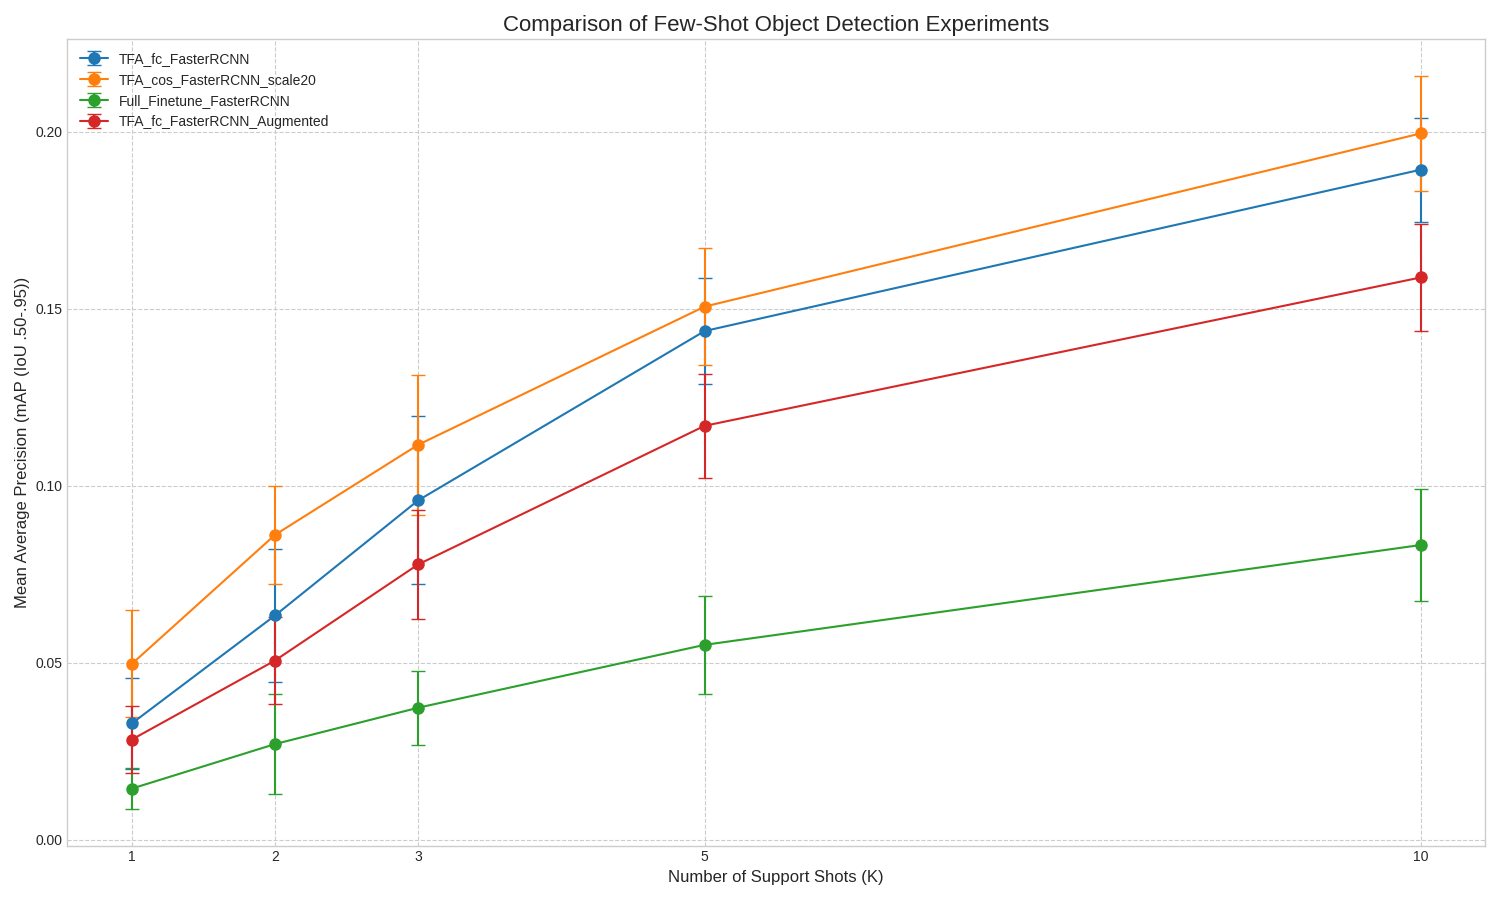 Comparison of Few-Shot Object Detection Experiments
TFA_fc_FasterRCNN
TFA_cos_FasterRCNN_scale20
Full_Finetune_FasterRCNN
TFA_fc_FasterRCNN_Augmented
Mean Average Precision (mAP (IoU .50-.95))
0.20
0.15
0.10
0.05
0.00
1 2 3 5 10
Number of Support Shots (K)